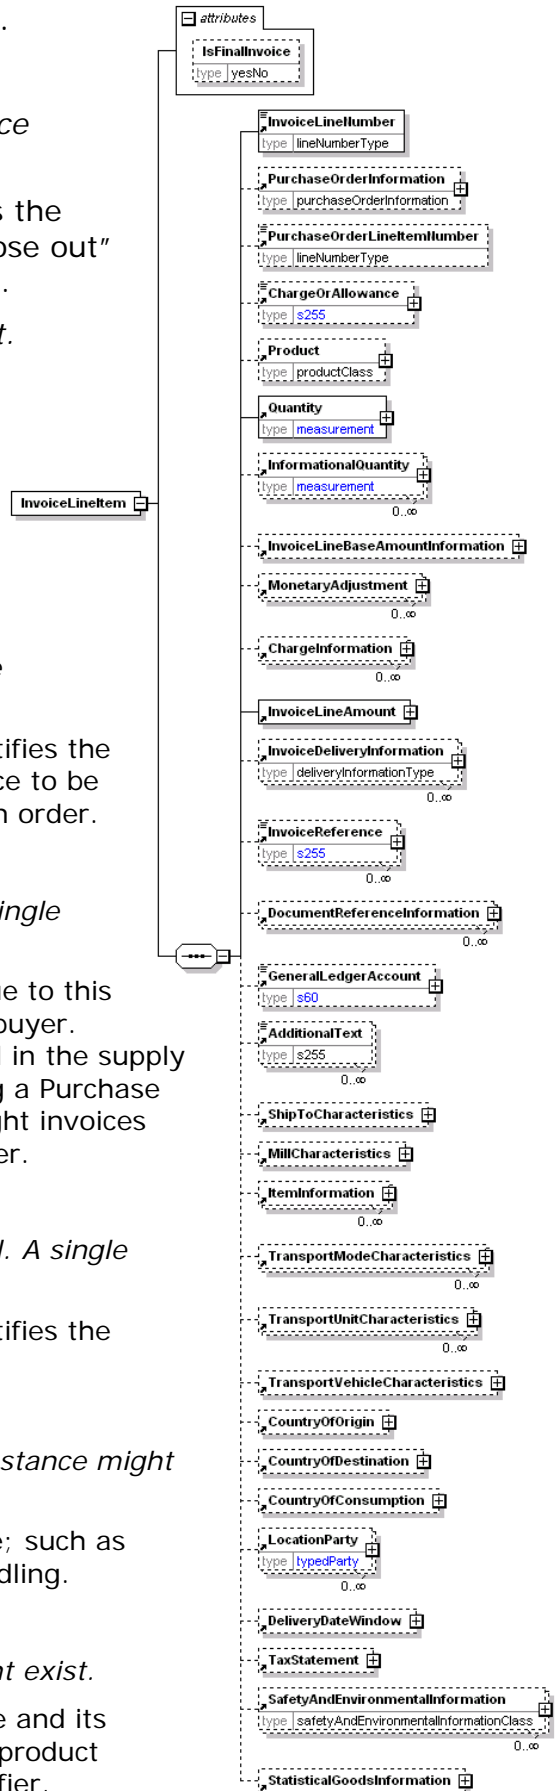 .
ce
s the
ose out"
.
t.
e
tifies the
ce to be
n order.
ingle
e to this
buyer.
l in the supply
g a Purchase
ght invoices
er.
l. A single
tifies the
stance might
e; such as
dling.
nt exist.
e and its
product
fier.
InvoiceLineItem
attributes
IsFinalInvoice
type yesNo
InvoiceLineNumber
type lineNumberType
PurchaseOrderInformation
type purchaseOrderInformation
PurchaseOrderLineItemNumber
type lineNumberType
ChargeOrAllowance
type s255
Product
type productClass
Quantity
type measurement
InformationalQuantity
type measurement
0..∞
InvoiceLineBaseAmountInformation
MonetaryAdjustment
0..∞
ChargeInformation
0..∞
InvoiceLineAmount
InvoiceDeliveryInformation
type deliveryInformationType
0..∞
InvoiceReference
type s255
0..∞
DocumentReferenceInformation
0..∞
GeneralLedgerAccount
type s60
AdditionalText
type s255
0..∞
ShipToCharacteristics
MillCharacteristics
ItemInformation
0..∞
TransportModeCharacteristics
0..∞
TransportUnitCharacteristics
0..∞
TransportVehicleCharacteristics
CountryOfOrigin
CountryOfDestination
CountryOfConsumption
LocationParty
type typedParty
0..∞
DeliveryDateWindow
TaxStatement
SafetyAndEnvironmentalInformation
type safetyAndEnvironmentalInformationClass
0..∞
StatisticalGoodsInformation